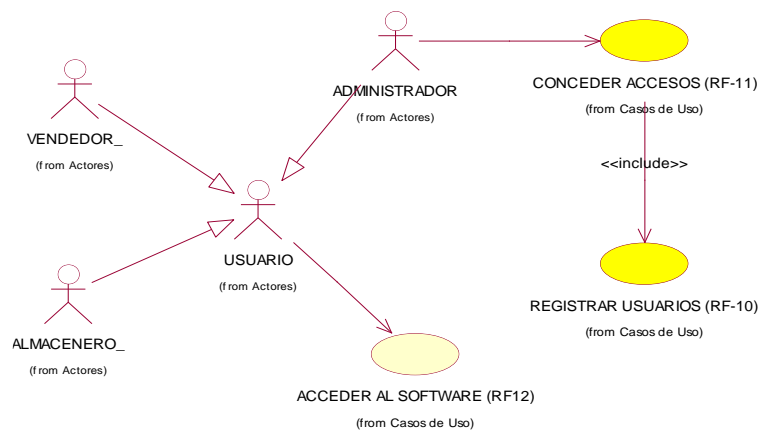 ADMINISTRADOR
(from Actores)
CONCEDER ACCESOS (RF-11)
(from Casos de Uso)
VENDEDOR_
(from Actores)
<<include>>
USUARIO
(from Actores)
REGISTRAR USUARIOS (RF-10)
(from Casos de Uso)
ALMACENERO_
(from Actores)
ACCEDER AL SOFTWARE (RF12)
(from Casos de Uso)